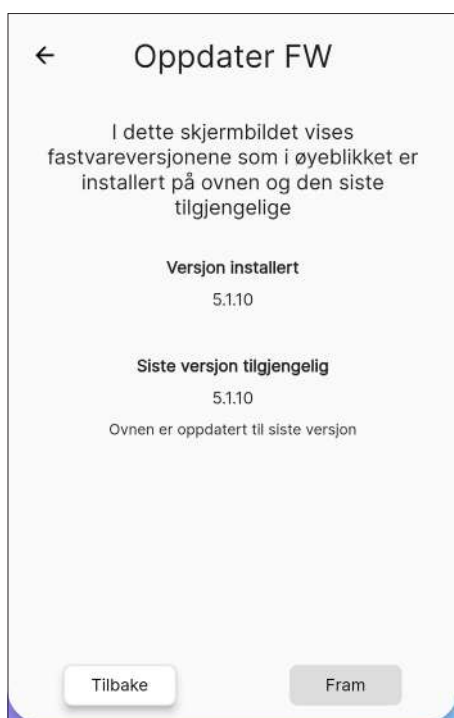 Oppdater FW
I dette skjermbildet vises
fastvareversjonene som i øyeblikket er
installert på ovnen og den siste
tilgjengelige
Versjon installert
5.1.10
Siste versjon tilgjengelig
5.1.10
Ovnen er oppdatert til siste versjon
Tilbake
Fram